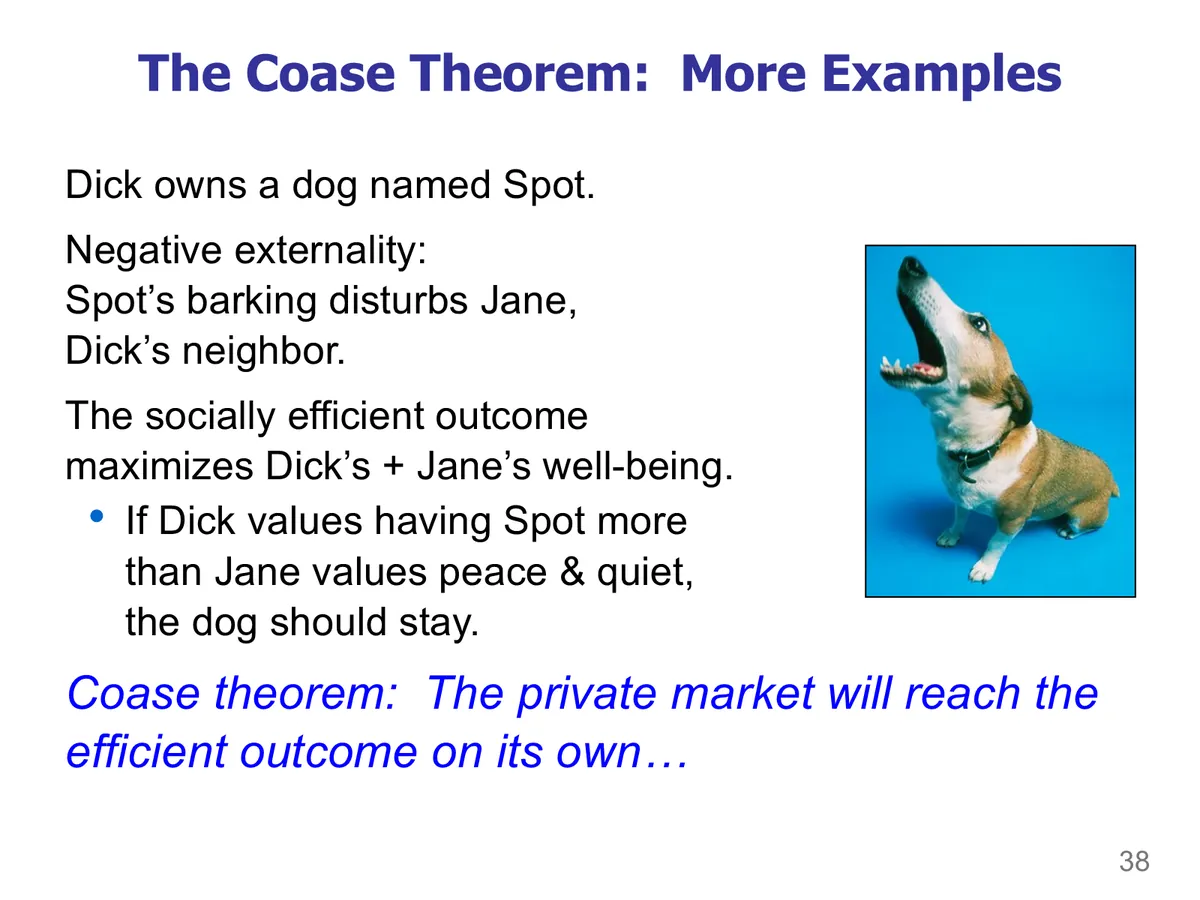 The Coase Theorem:  More Examples
Dick owns a dog named Spot.
Negative externality:
Spot’s barking disturbs Jane,
Dick’s neighbor.
The socially efficient outcome
maximizes Dick’s + Jane’s well-being.
• If Dick values having Spot more
than Jane values peace & quiet,
the dog should stay.
Coase theorem:  The private market will reach the
efficient outcome on its own…
38